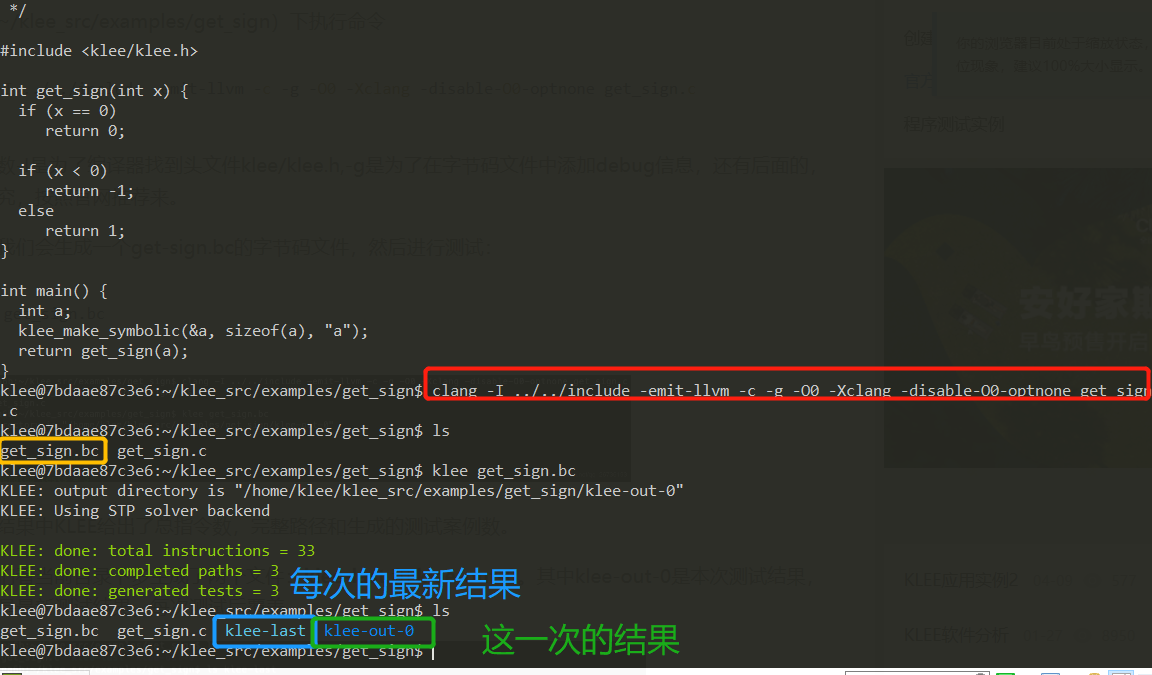 */
#include <klee/klee.h>
int get_sign(int x) {
if (x == 0)
return 0;
if (x < 0)
return -1;
else
return 1;
}
int main() {
int a;
klee_make_symbolic(&a, sizeof(a), "a");
return get_sign(a);
}
klee@7bdaae87c3e6:~/klee_src/examples/get_sign$ clang -I ../../include -emit-llvm -c -g -O0 -Xclang -disable-O0-optnone get_sign
.c
klee@7bdaae87c3e6:~/klee_src/examples/get_sign$ ls
get_sign.bc get_sign.c
klee@7bdaae87c3e6:~/klee_src/examples/get_sign$ klee get_sign.bc
KLEE: output directory is "/home/klee/klee_src/examples/get_sign/klee-out-0"
KLEE: Using STP solver backend
KLEE: done: total instructions = 33
KLEE: done: completed paths = 3
KLEE: done: generated tests = 3
每次的最新结果
klee@7bdaae87c3e6:~/klee_src/examples/get_sign$ ls
get_sign.bc get_sign.c klee-last klee-out-0
这一次的结果
klee@7bdaae87c3e6:~/klee_src/examples/get_sign$